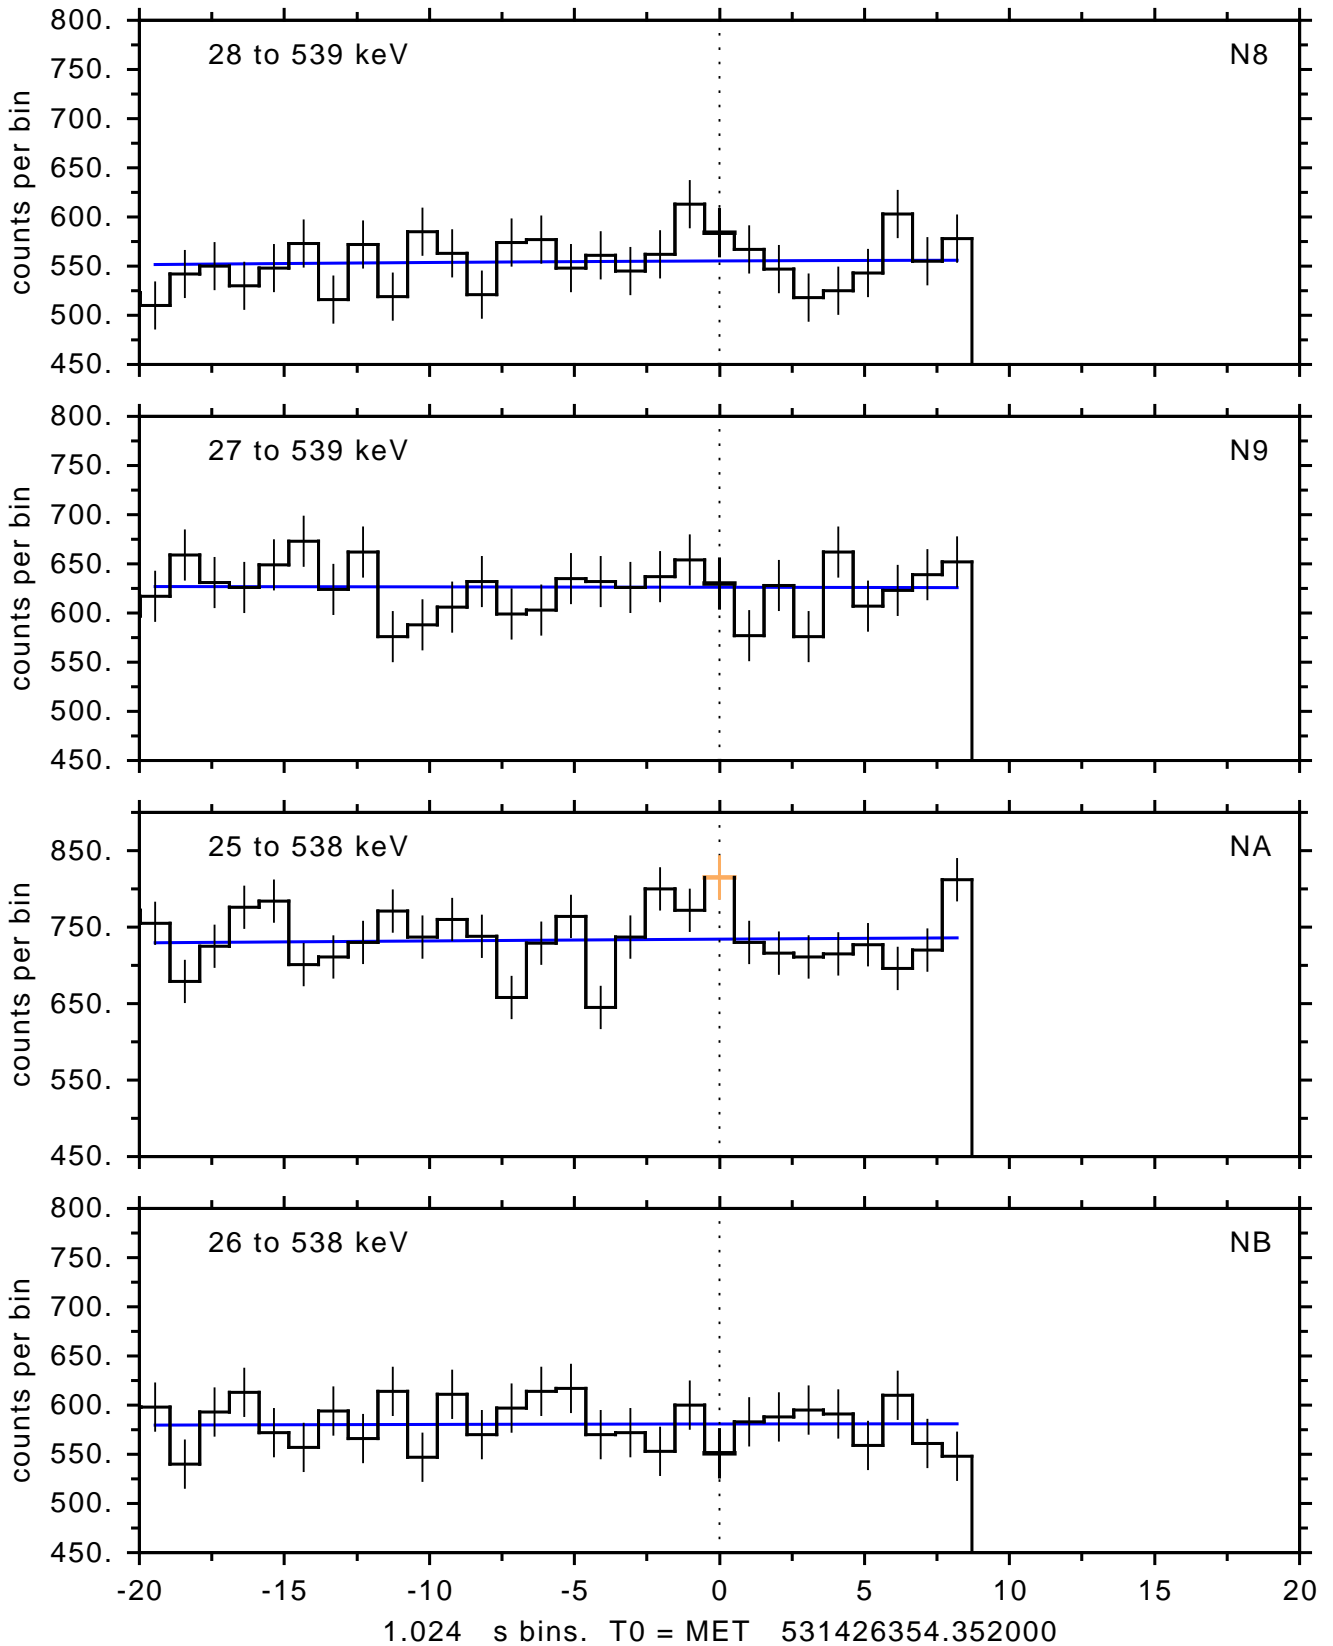 800.
28 to 539 keV N8
750.
700.
650.
600.
550.
500.
450.
counts per bin
800.
27 to 539 keV N9
750.
700.
650.
600.
550.
500.
450.
counts per bin
25 to 538 keV NA
850.
750.
650.
550.
450.
counts per bin
800.
26 to 538 keV NB
750.
700.
650.
600.
550.
500.
450.
counts per bin
-20 -15 -10 -5 0 5 10 15 20
1.024 s bins. T0 = MET 531426354.352000